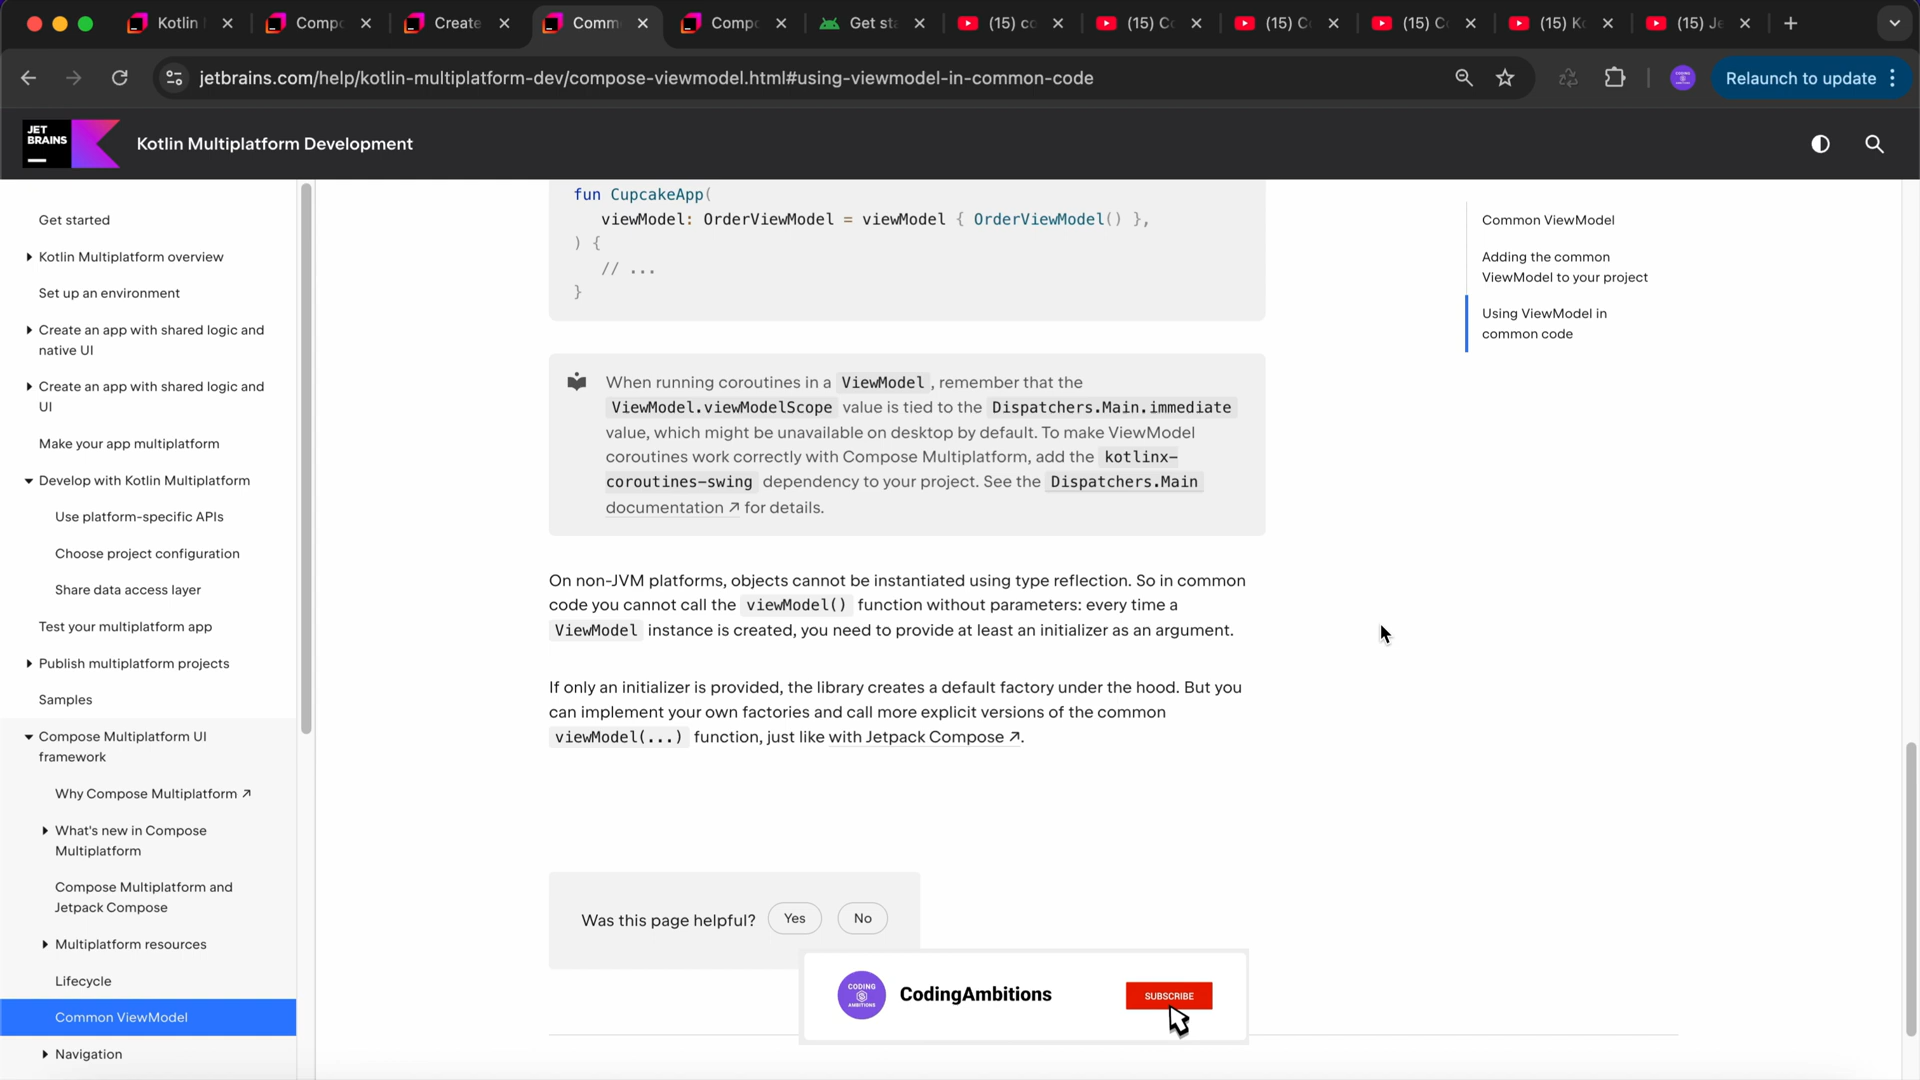 Kotlin
Compo
Create
Comm
Compo
Get sta
(15) co
(15) Co
(15) Co
(15) Co
(15) Ko
(15) Je
jetbrains.com/help/kotlin-multiplatform-dev/compose-viewmodel.html#using-viewmodel-in-common-code
Relaunch to update
JET
BRAINS
Kotlin Multiplatform Development
Get started
Kotlin Multiplatform overview
Set up an environment
Create an app with shared logic and
native UI
Create an app with shared logic and
UI
Make your app multiplatform
Develop with Kotlin Multiplatform
Use platform-specific APIs
Choose project configuration
Share data access layer
Test your multiplatform app
Publish multiplatform projects
Samples
Compose Multiplatform UI
framework
Why Compose Multiplatform ↗
What's new in Compose
Multiplatform
Compose Multiplatform and
Jetpack Compose
Multiplatform resources
Lifecycle
Common ViewModel
Navigation
fun CupcakeApp(
viewModel: OrderViewModel = viewModel { OrderViewModel() },
) {
// ...
}
When running coroutines in a ViewModel, remember that the
ViewModel.viewModelScope value is tied to the Dispatchers.Main.immediate
value, which might be unavailable on desktop by default. To make ViewModel
coroutines work correctly with Compose Multiplatform, add the kotlinx-
coroutines-swing dependency to your project. See the Dispatchers.Main
documentation ↗ for details.
On non-JVM platforms, objects cannot be instantiated using type reflection. So in common
code you cannot call the viewModel() function without parameters: every time a
ViewModel instance is created, you need to provide at least an initializer as an argument.
If only an initializer is provided, the library creates a default factory under the hood. But you
can implement your own factories and call more explicit versions of the common
viewModel(...) function, just like with Jetpack Compose ↗.
Was this page helpful? Yes No
CODING
AMBITIONS
CodingAmbitions
SUBSCRIBE
Common ViewModel
Adding the common
ViewModel to your project
Using ViewModel in
common code